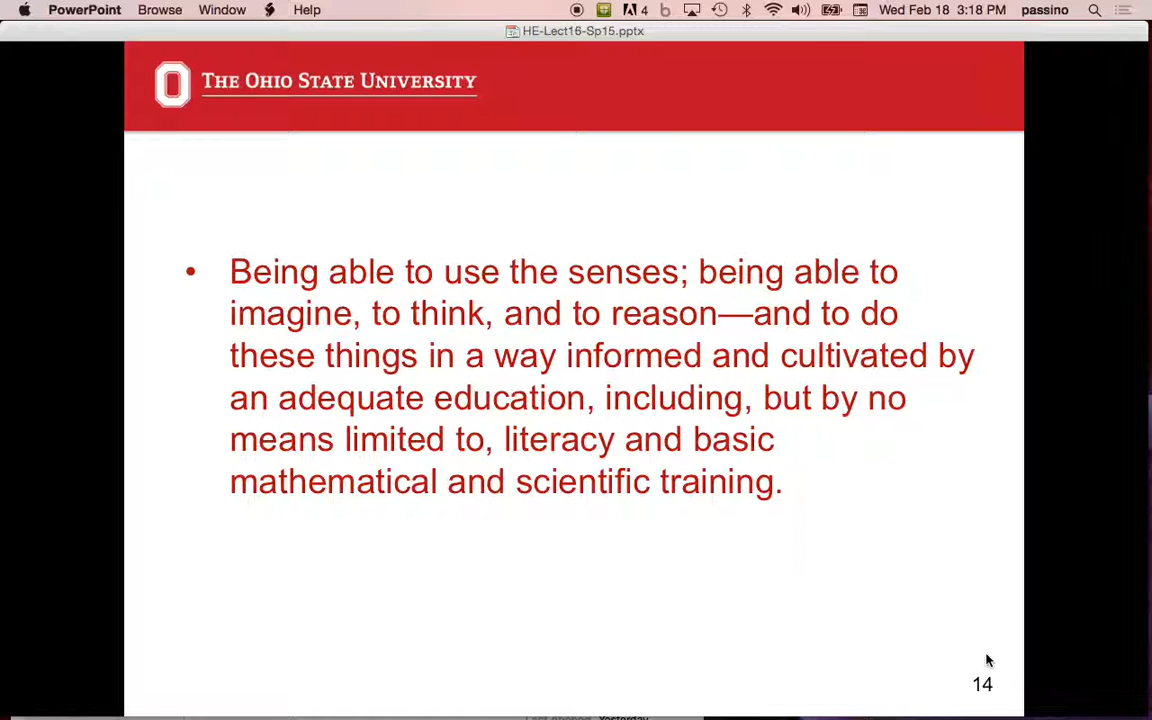 PowerPoint Browse Window Help 4 Wed Feb 18 3:18 PM passino
HE-Lect16-Sp15.pptx
THE OHIO STATE UNIVERSITY
• Being able to use the senses; being able to
imagine, to think, and to reason—and to do
these things in a way informed and cultivated by
an adequate education, including, but by no
means limited to, literacy and basic
mathematical and scientific training.
14